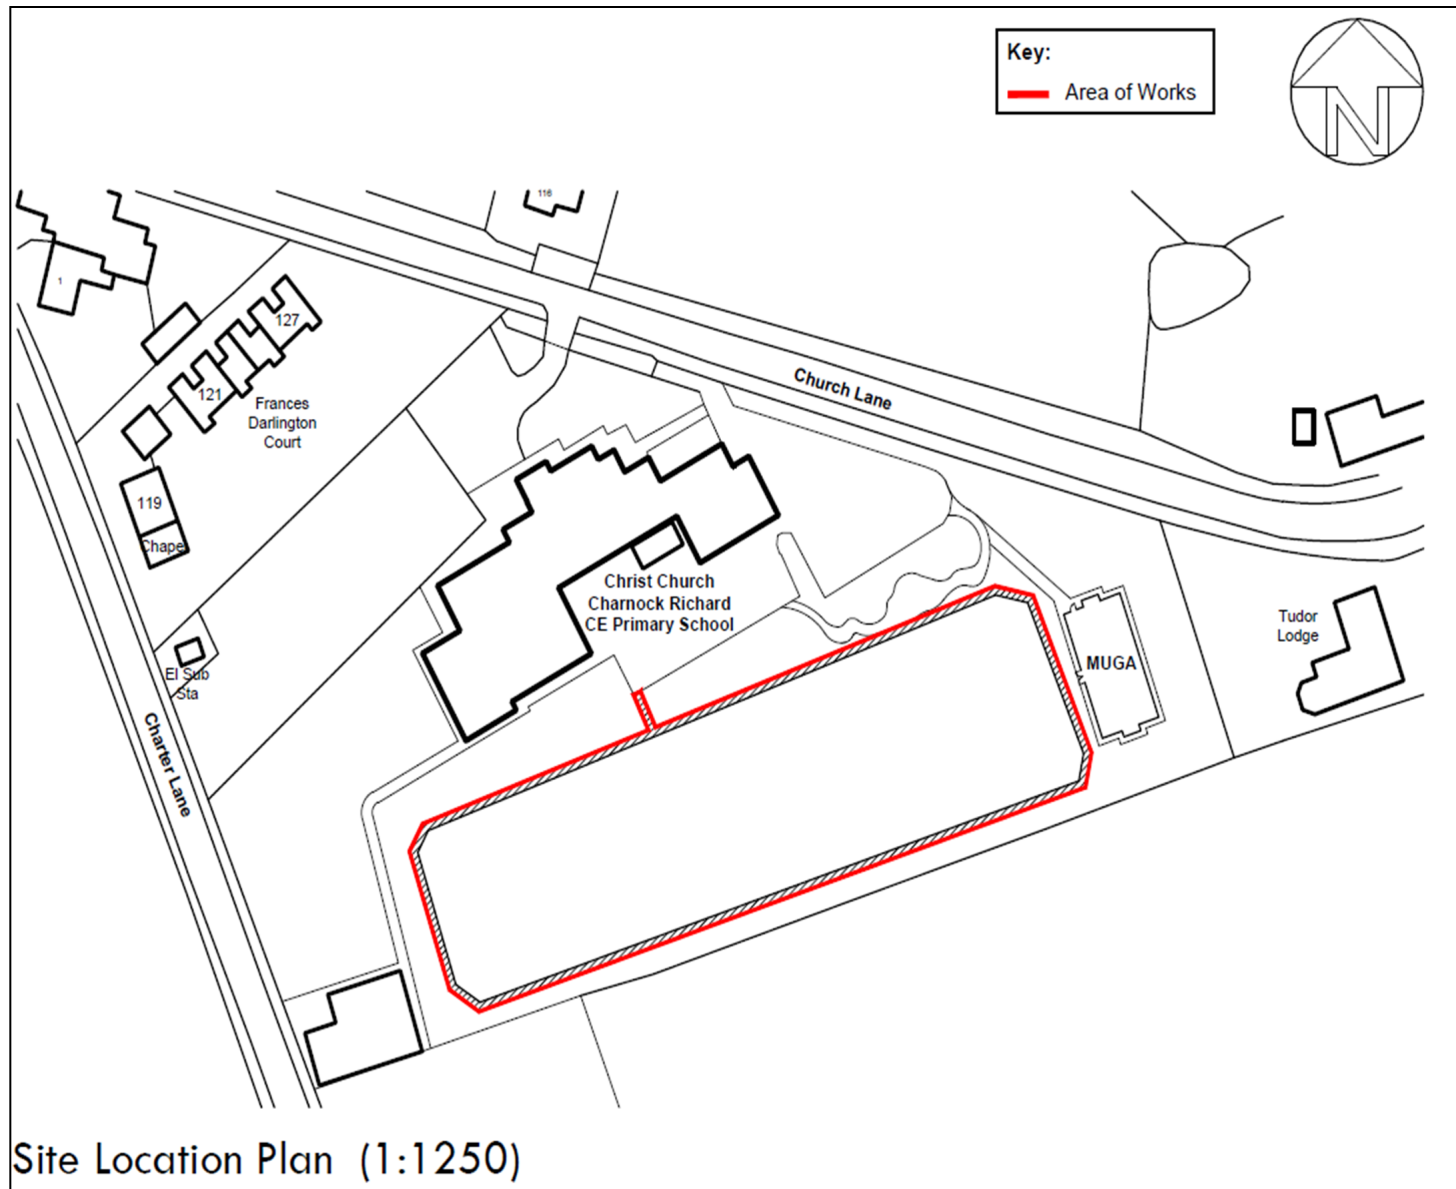 Key:
Area of Works
N
116
1
127
121
Frances
Darlington
Court
Church Lane
119
Chapel
Christ Church
Charnock Richard
CE Primary School
Tudor
Lodge
MUGA
El Sub
Sta
Charter Lane
Site Location Plan (1:1250)